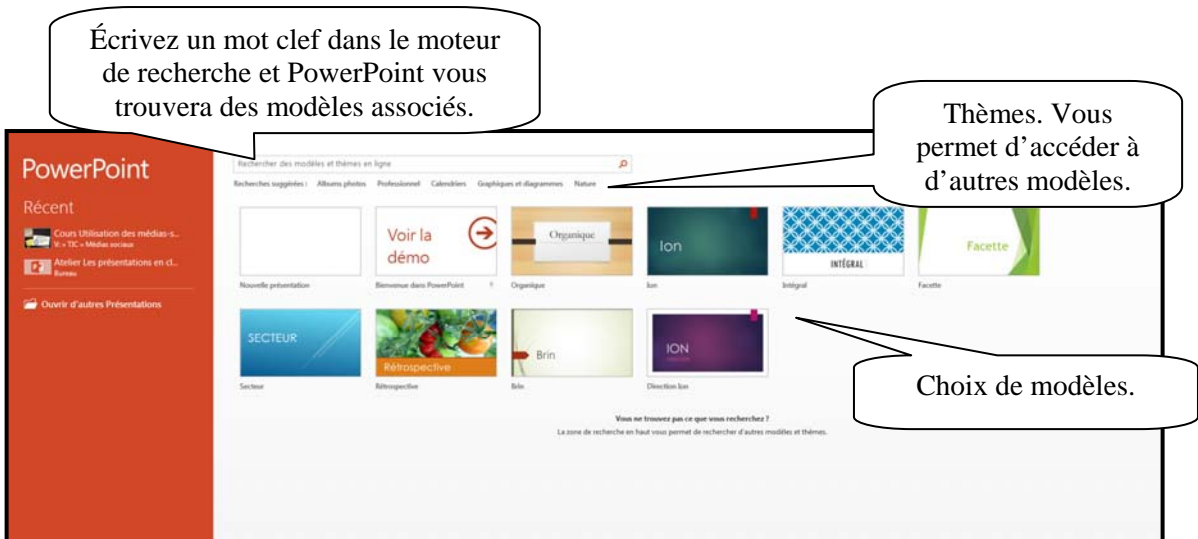 Écrivez un mot clef dans le moteur
de recherche et PowerPoint vous
trouvera des modèles associés.
Thèmes. Vous
permet d’accéder à
d’autres modèles.
PowerPoint
Récent
Cours Utilisation des médias-s...
V: » TIC » Médias sociaux
Atelier Les présentations en cl...
Bureau
Ouvrir d'autres Présentations
Rechercher des modèles et thèmes en ligne
Recherches suggérées : Albums photos Professionnel Calendriers Graphiques et diagrammes Nature
Voir la
démo
Organique
Ion
INTÉGRAL
Facette
Nouvelle présentation
Bienvenue dans PowerPoint
Organique
Ion
Intégral
Facette
SECTEUR
Rétrospective
Brin
ION
Secteur
Rétrospective
Brin
Direction Ion
Choix de modèles.
Vous ne trouvez pas ce que vous recherchez ?
La zone de recherche en haut vous permet de rechercher d'autres modèles et thèmes.